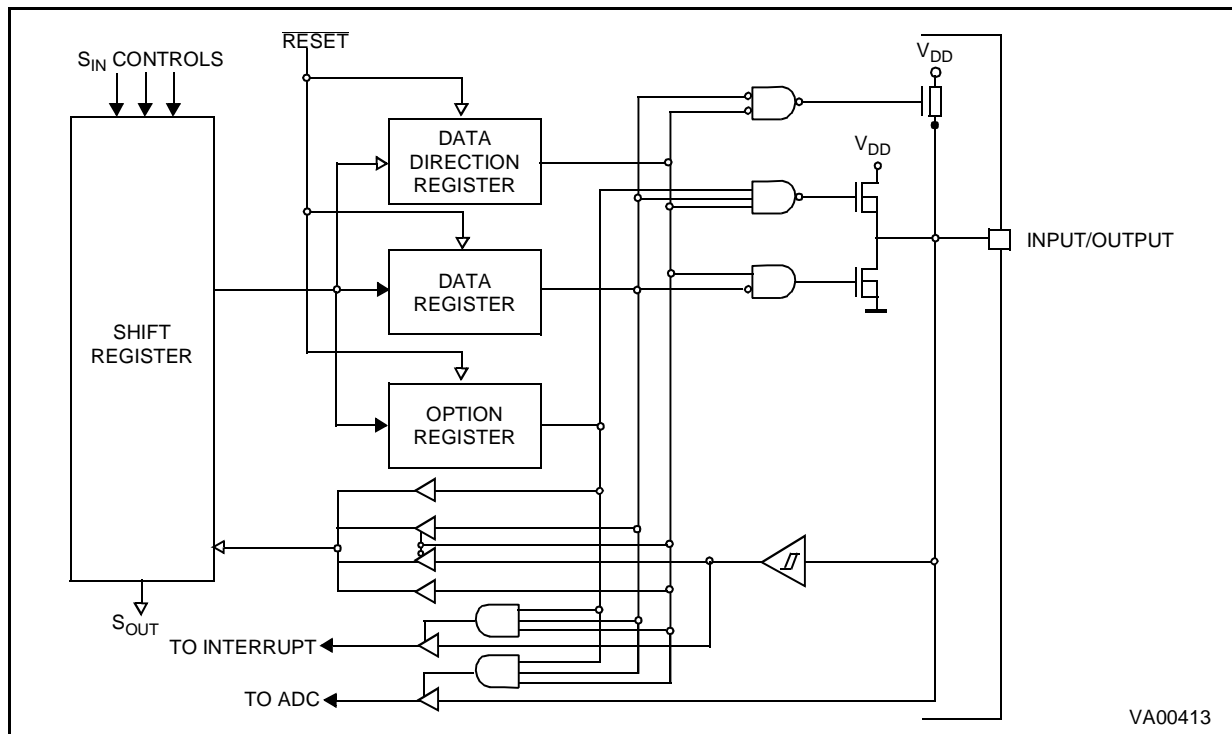 RESET
S_IN CONTROLS
V_DD
DATA
DIRECTION
REGISTER
V_DD
INPUT/OUTPUT
DATA
REGISTER
SHIFT
REGISTER
OPTION
REGISTER
S_OUT
TO INTERRUPT
TO ADC
VA00413